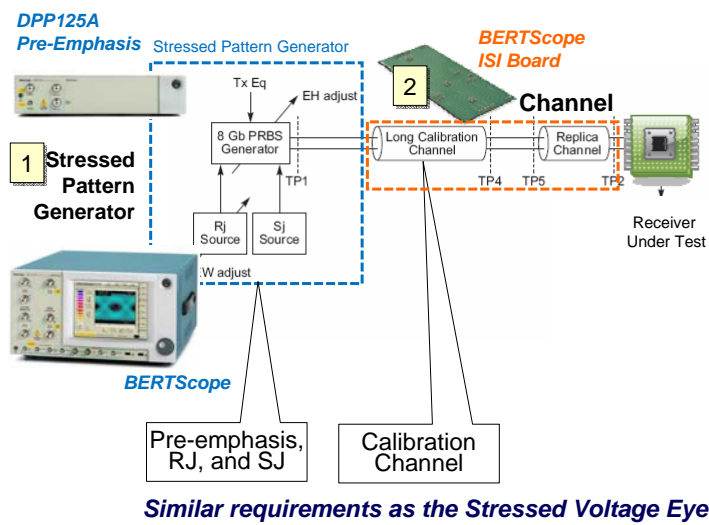 DPP125A
Pre-Emphasis
Stressed Pattern Generator
BERTScope
ISI Board
Tx Eq
EH adjust
2
Channel
8 Gb PRBS
Generator
Long Calibration
Channel
Replica
Channel
1
Stressed
Pattern
Generator
TP1
TP4
TP5
TP2
Rj
Source
Sj
Source
Receiver
Under Test
W adjust
BERTScope
Pre-emphasis,
RJ, and SJ
Calibration
Channel
Similar requirements as the Stressed Voltage Eye